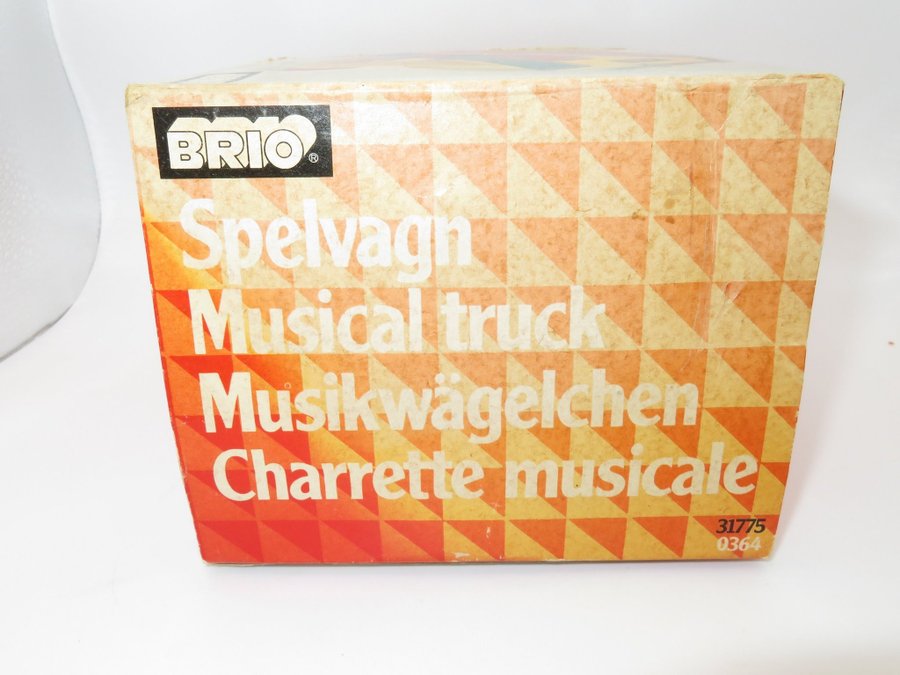 BRIO®
Spelvagn
Musical truck
Musikwägelchen
Charrette musicale
31775
0364